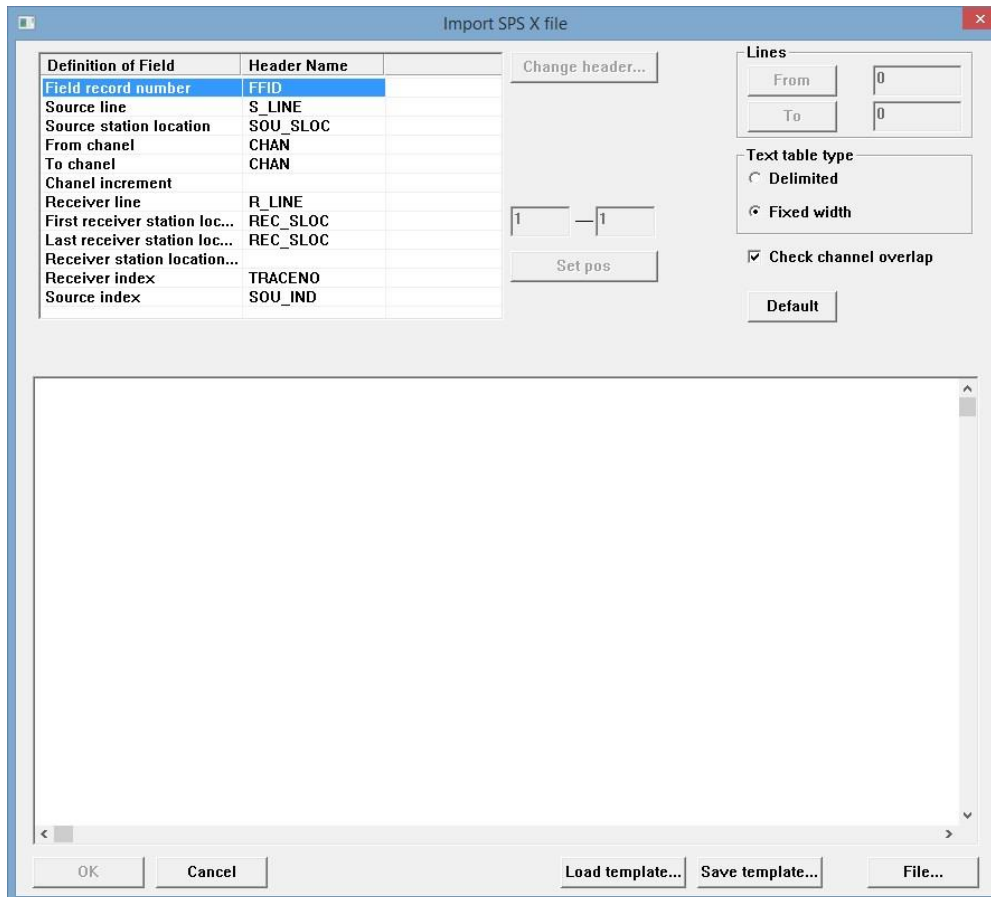 Import SPS X file
Definition of Field Header Name
Field record number FFID
Source line S_LINE
Source station location SOU_SLOC
From chanel CHAN
To chanel CHAN
Chanel increment
Receiver line R_LINE
First receiver station loc... REC_SLOC
Last receiver station loc... REC_SLOC
Receiver station location...
Receiver index TRACENO
Source index SOU_IND
Change header...
1 — 1
Set pos
Lines
From 0
To 0
Text table type
Delimited
Fixed width
Check channel overlap
Default
OK Cancel Load template... Save template... File...